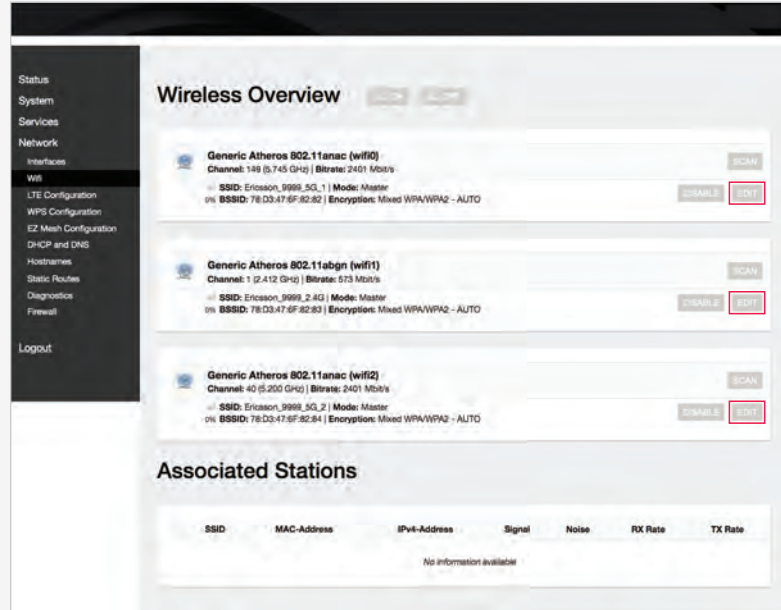 Status
System
Services
Network
Interfaces
Wifi
LTE Configuration
WPS Configuration
EZ Mesh Configuration
DHCP and DNS
Hostnames
Static Routes
Diagnostics
Firewall
Logout
Wireless Overview
Generic Atheros 802.11anac (wifi0)
Channel: 149 (5.745 GHz) | Bitrate: 2401 Mbit/s
SCAN
SSID: Ericsson_9999_5G_1 | Mode: Master
0% BSSID: 78:D3:47:6F:82:82 | Encryption: Mixed WPA/WPA2 - AUTO
DISABLE EDIT
Generic Atheros 802.11abgn (wifi1)
Channel: 1 (2.412 GHz) | Bitrate: 573 Mbit/s
SCAN
SSID: Ericsson_9999_2.4G | Mode: Master
0% BSSID: 78:D3:47:6F:82:83 | Encryption: Mixed WPA/WPA2 - AUTO
DISABLE EDIT
Generic Atheros 802.11anac (wifi2)
Channel: 40 (5.200 GHz) | Bitrate: 2401 Mbit/s
SCAN
SSID: Ericsson_9999_5G_2 | Mode: Master
0% BSSID: 78:D3:47:6F:82:84 | Encryption: Mixed WPA/WPA2 - AUTO
DISABLE EDIT
Associated Stations
SSID MAC-Address IPv4-Address Signal Noise RX Rate TX Rate
No information available